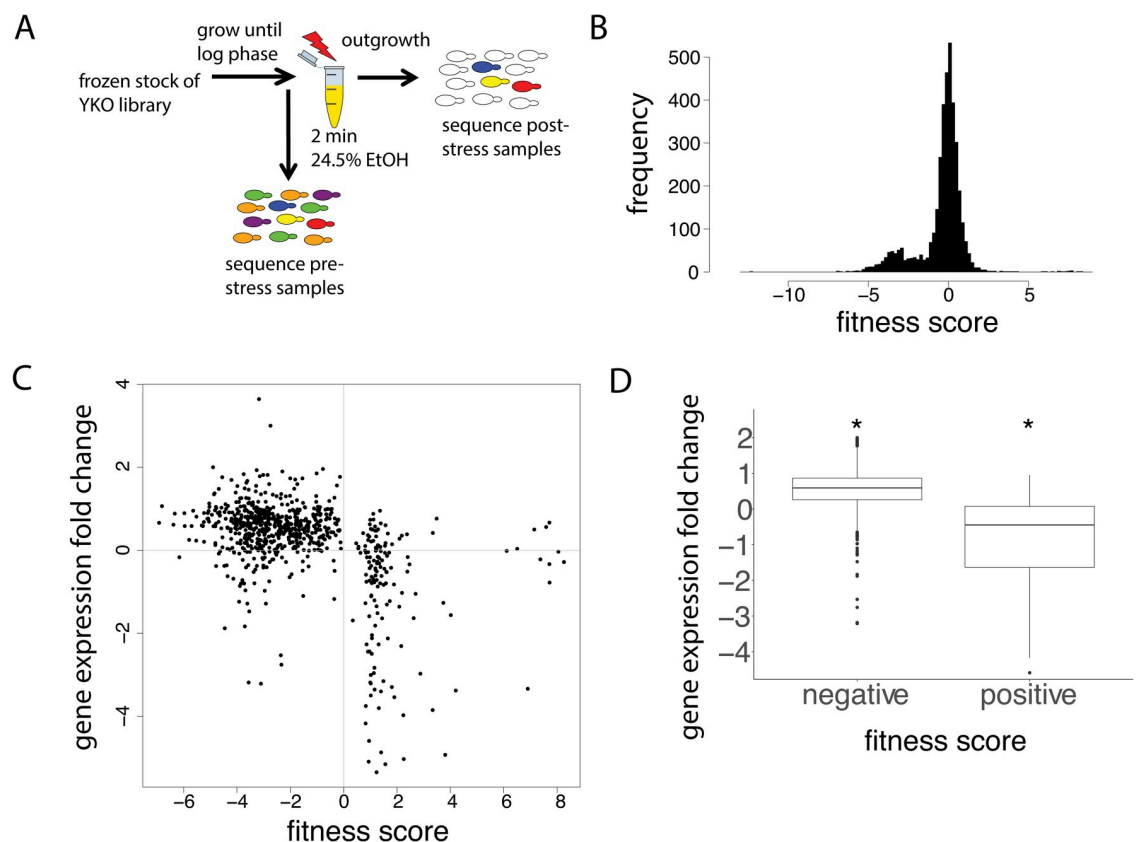 A
grow until
log phase
outgrowth
frozen stock of
YKO library
2 min
24.5% EtOH
sequence post-
stress samples
sequence pre-
stress samples
B
frequency
500
400
300
200
100
0
−10 −5 0 5
fitness score
C
gene expression fold change
4
2
0
−2
−4
−6 −4 −2 0 2 4 6 8
fitness score
D
gene expression fold change
* *
2
1
0
−1
−2
−3
−4
negative positive
fitness score